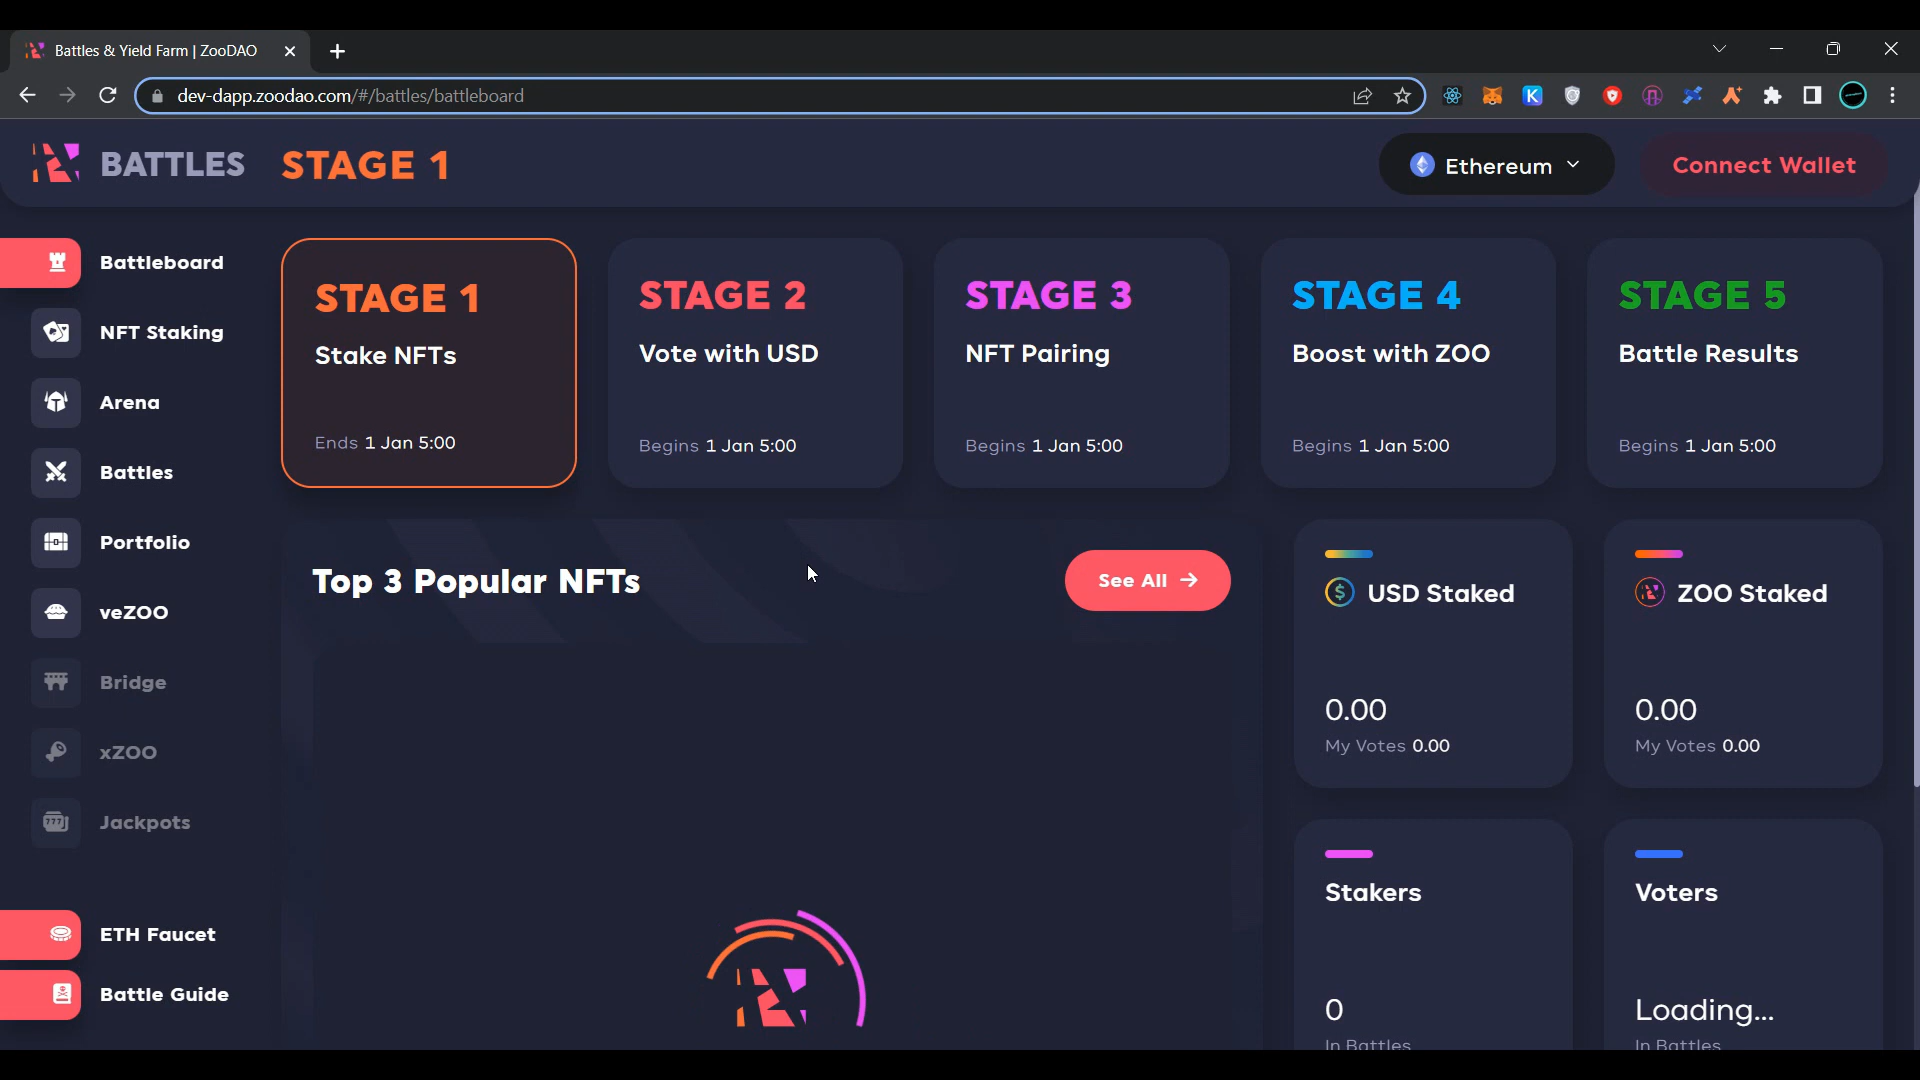 Battles & Yield Farm | ZooDAO
dev-dapp.zoodao.com/#/battles/battleboard
BATTLES STAGE 1
Ethereum
Connect Wallet
Battleboard
NFT Staking
Arena
Battles
Portfolio
veZOO
Bridge
xZOO
Jackpots
ETH Faucet
Battle Guide
STAGE 1
Stake NFTs
Ends 1 Jan 5:00
STAGE 2
Vote with USD
Begins 1 Jan 5:00
STAGE 3
NFT Pairing
Begins 1 Jan 5:00
STAGE 4
Boost with ZOO
Begins 1 Jan 5:00
STAGE 5
Battle Results
Begins 1 Jan 5:00
Top 3 Popular NFTs
See All
USD Staked
0.00
My Votes 0.00
ZOO Staked
0.00
My Votes 0.00
Stakers
0
In Battles
Voters
Loading...
In Battles